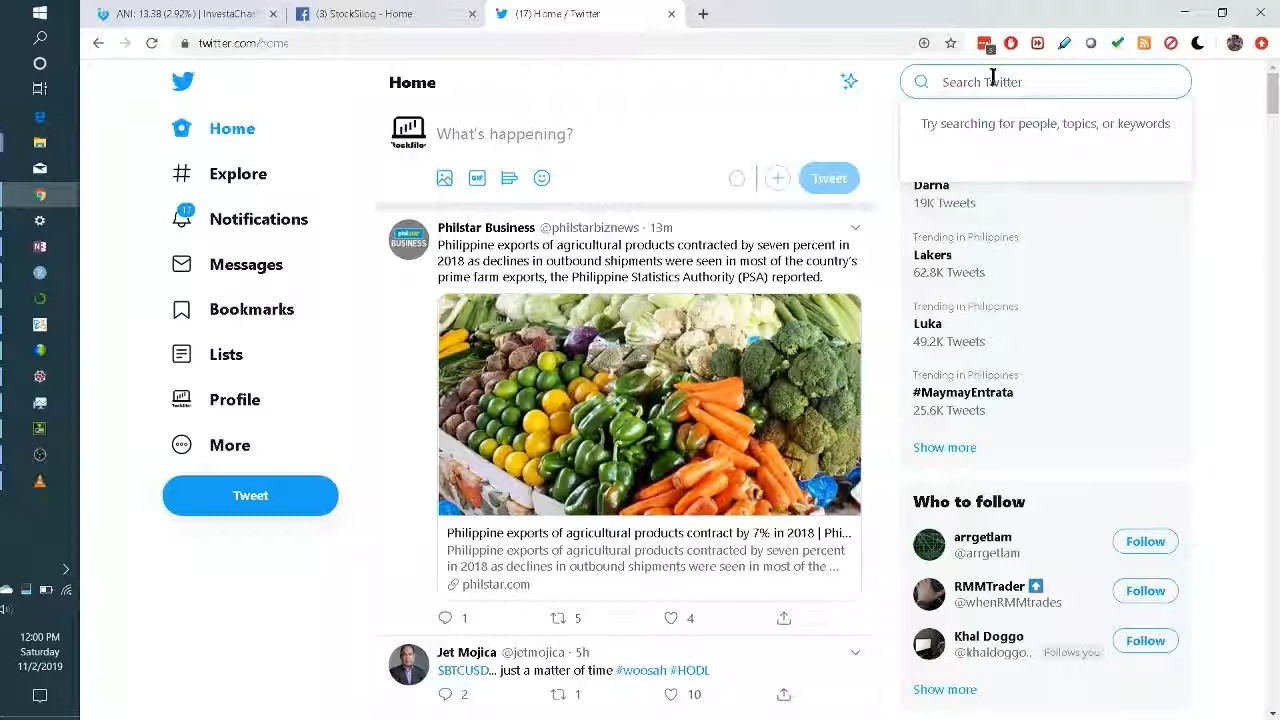 ANI: 13.3B (2.92%) | InvestaChar
(3) StockSilog - Home
(17) Home / Twitter
twitter.com/home
5
Home
Explore
17
Notifications
Messages
Bookmarks
Lists
Profile
More
Tweet
Home
What's happening?
Tweet
Philstar Business @philstarbiznews · 13m
Philippine exports of agricultural products contracted by seven percent in
2018 as declines in outbound shipments were seen in most of the country's
prime farm exports, the Philippine Statistics Authority (PSA) reported.
philstar
BUSINESS
Philippine exports of agricultural products contract by 7% in 2018 | Phi...
Philippine exports of agricultural products contracted by seven percent
in 2018 as declines in outbound shipments were seen in most of the ...
philstar.com
1 5 4
Jet Mojica @jetmojica · 5h
$BTCUSD... just a matter of time #woosah #HODL
2 1 10
Search Twitter
Try searching for people, topics, or keywords
Darna
19K Tweets
Trending in Philippines
Lakers
62.8K Tweets
Trending in Philippines
Luka
49.2K Tweets
Trending in Philippines
#MaymayEntrata
25.6K Tweets
Show more
Who to follow
arrgetlam
@arrgetlam
Follow
RMMTrader
@whenRMMtrades
Follow
Khal Doggo
@khaldoggo.. Follows you
Follow
Show more
12:00 PM
Saturday
11/2/2019